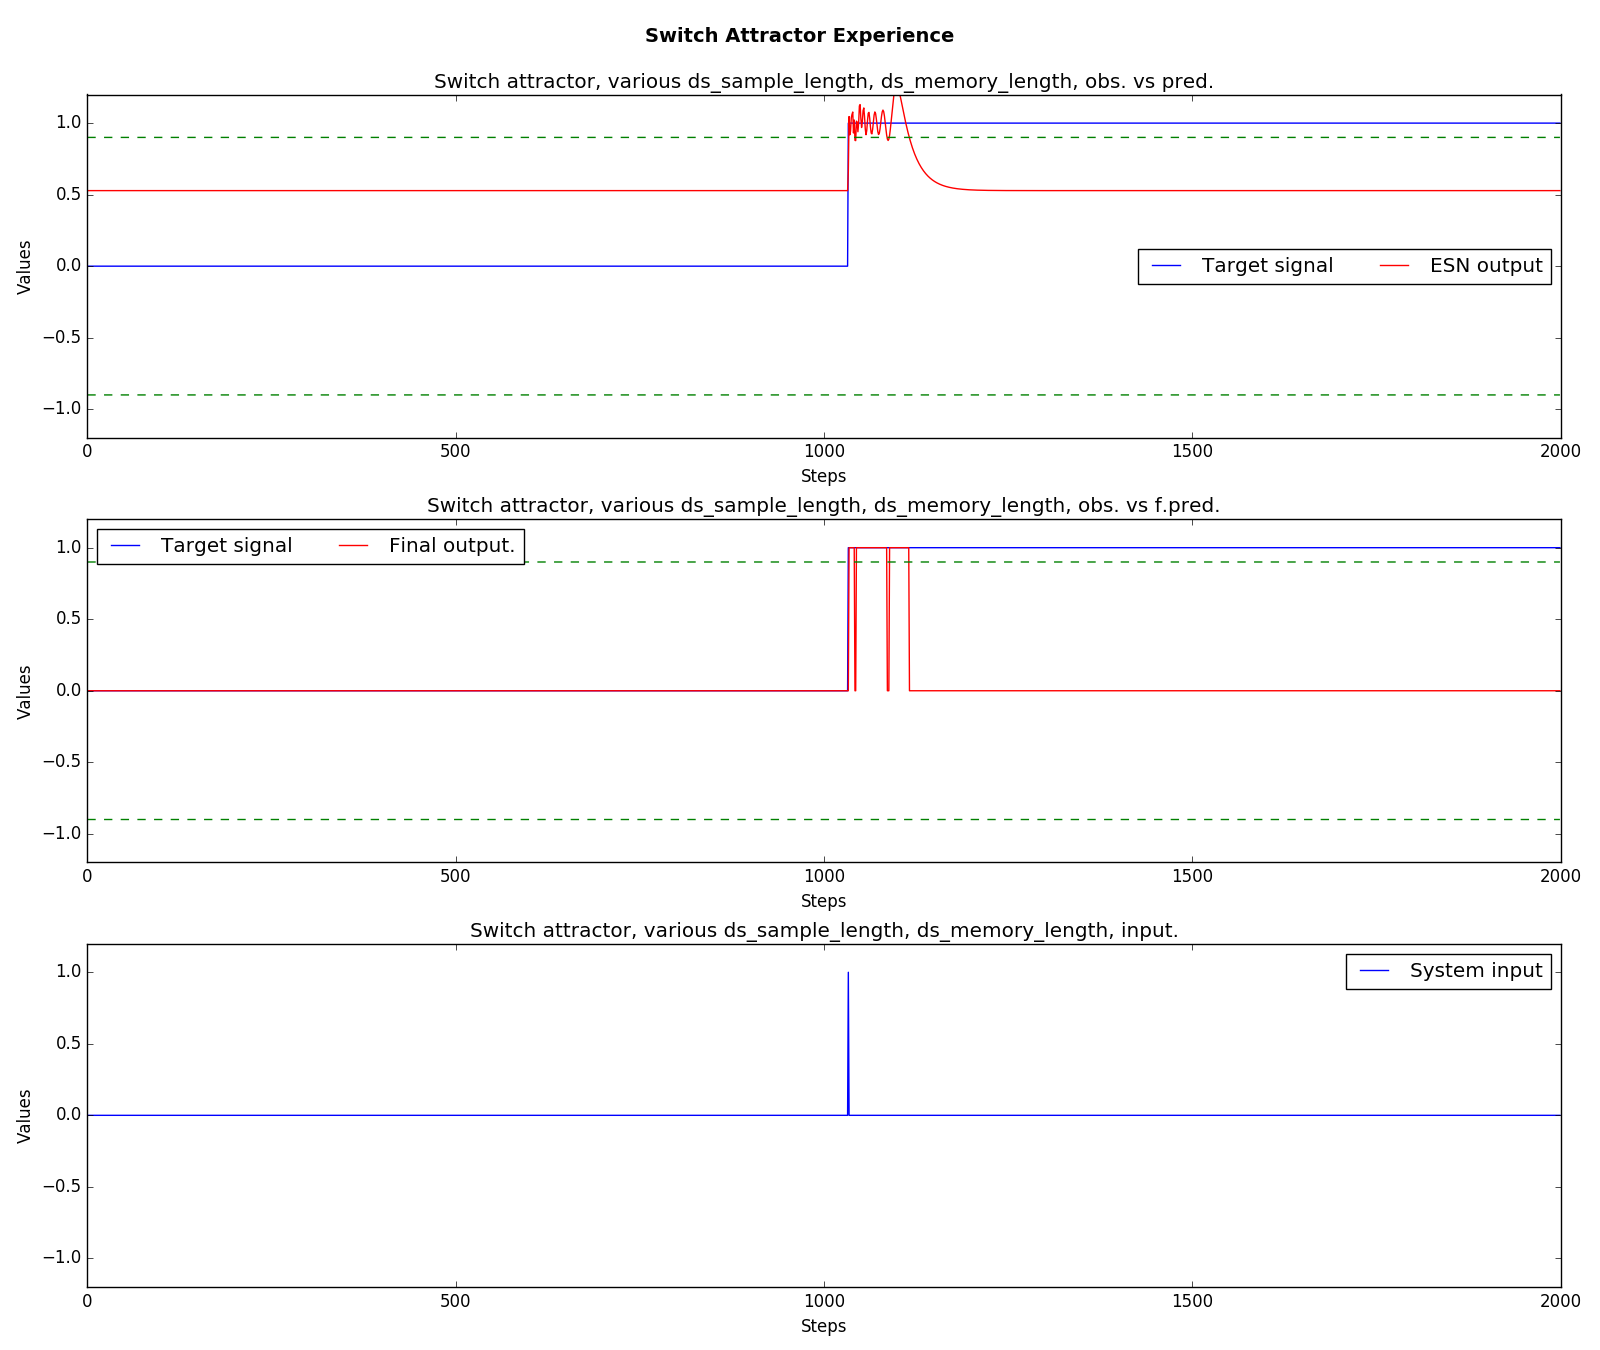 Switch Attractor Experience
Switch attractor, various ds_sample_length, ds_memory_length, obs. vs pred.
1.0
0.5
0.0
−0.5
−1.0
Values
Target signal ESN output
0 500 1000 1500 2000
Steps
Switch attractor, various ds_sample_length, ds_memory_length, obs. vs f.pred.
Target signal Final output.
1.0
0.5
0.0
−0.5
−1.0
Values
0 500 1000 1500 2000
Steps
Switch attractor, various ds_sample_length, ds_memory_length, input.
System input
1.0
0.5
0.0
−0.5
−1.0
Values
0 500 1000 1500 2000
Steps